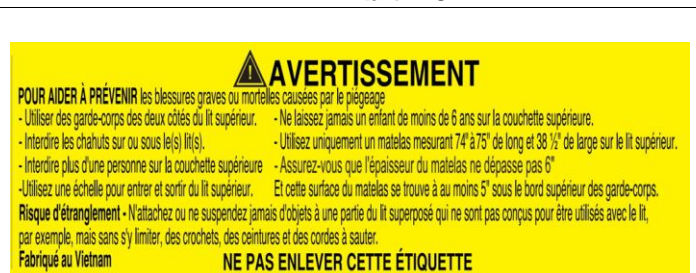 AVERTISSEMENT
POUR AIDER À PRÉVENIR les blessures graves ou mortelles causées par le piégeage
- Utiliser des garde-corps des deux côtés du lit supérieur. - Ne laissez jamais un enfant de moins de 6 ans sur la couchette supérieure.
- Interdire les chahuts sur ou sous le(s) lit(s). - Utilisez uniquement un matelas mesurant 74" à 75" de long et 38 ½" de large sur le lit supérieur.
- Interdire plus d'une personne sur la couchette supérieure - Assurez-vous que l'épaisseur du matelas ne dépasse pas 6"
-Utilisez une échelle pour entrer et sortir du lit supérieur. Et cette surface du matelas se trouve à au moins 5" sous le bord supérieur des garde-corps.
Risque d'étranglement - N'attachez ou ne suspendez jamais d'objets à une partie du lit superposé qui ne sont pas conçus pour être utilisés avec le lit,
par exemple, mais sans s'y limiter, des crochets, des ceintures et des cordes à sauter.
Fabriqué au Vietnam NE PAS ENLEVER CETTE ÉTIQUETTE